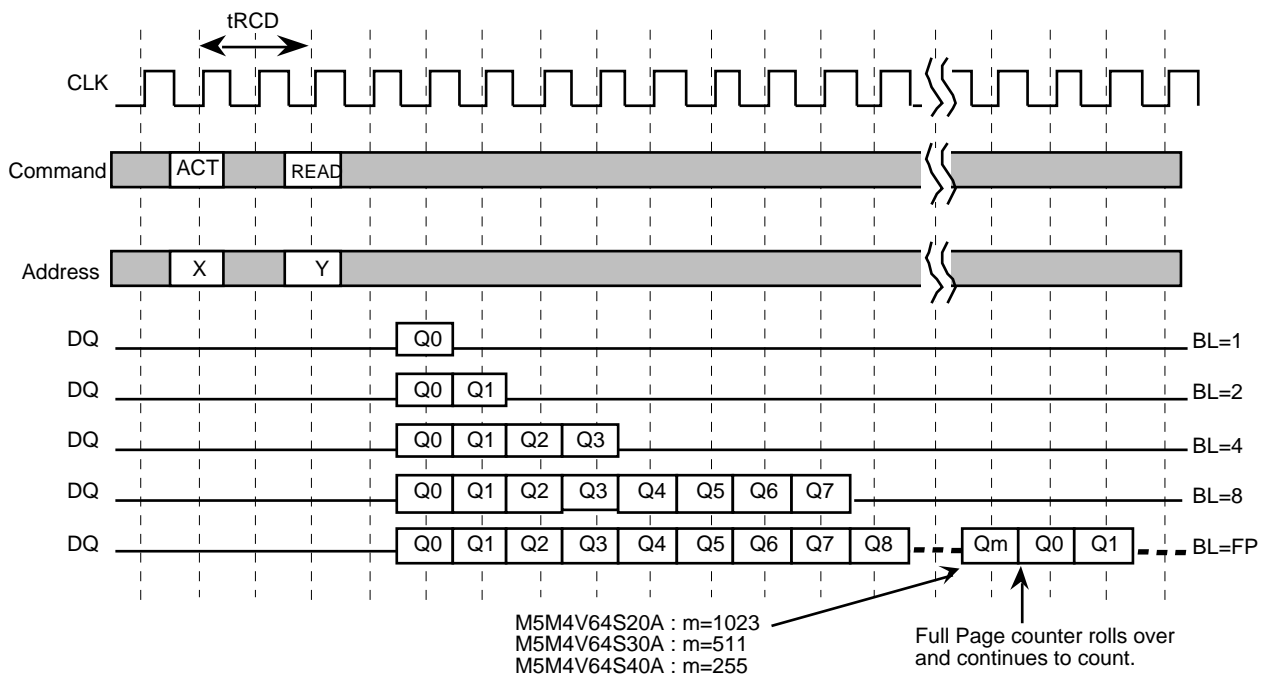 tRCD
CLK
Command ACT READ
Address X Y
DQ Q0 BL=1
DQ Q0 Q1 BL=2
DQ Q0 Q1 Q2 Q3 BL=4
DQ Q0 Q1 Q2 Q3 Q4 Q5 Q6 Q7 BL=8
DQ Q0 Q1 Q2 Q3 Q4 Q5 Q6 Q7 Q8 Qm Q0 Q1 BL=FP
M5M4V64S20A : m=1023
M5M4V64S30A : m=511
M5M4V64S40A : m=255
Full Page counter rolls over
and continues to count.